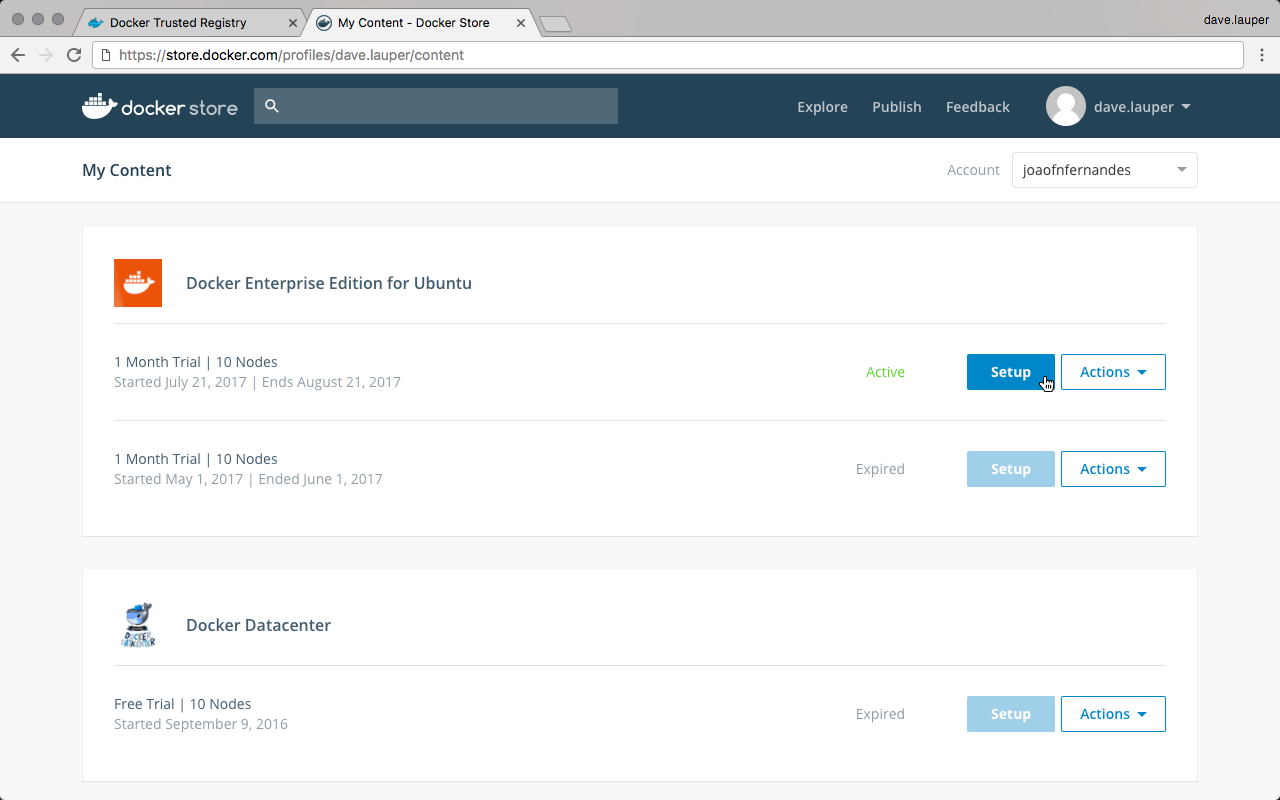 Docker Trusted Registry
My Content - Docker Store
dave.lauper
https://store.docker.com/profiles/dave.lauper/content
docker store
Explore
Publish
Feedback
dave.lauper
My Content
Account
joaofnfernandes
Docker Enterprise Edition for Ubuntu
1 Month Trial | 10 Nodes
Started July 21, 2017 | Ends August 21, 2017
Active
Setup
Actions
1 Month Trial | 10 Nodes
Started May 1, 2017 | Ended June 1, 2017
Expired
Setup
Actions
DOCKER
DATACENTER
Docker Datacenter
Free Trial | 10 Nodes
Started September 9, 2016
Expired
Setup
Actions